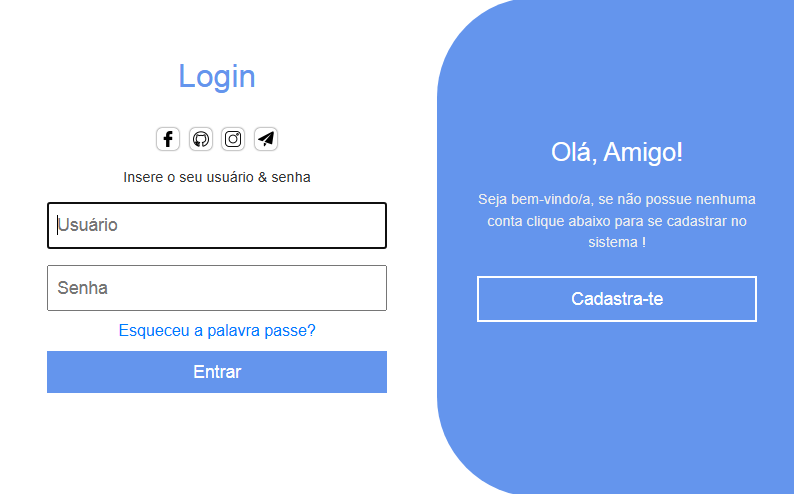 Login
Insere o seu usuário & senha
Usuário
Senha
Esqueceu a palavra passe?
Entrar
Olá, Amigo!
Seja bem-vindo/a, se não possue nenhuma
conta clique abaixo para se cadastrar no
sistema !
Cadastra-te